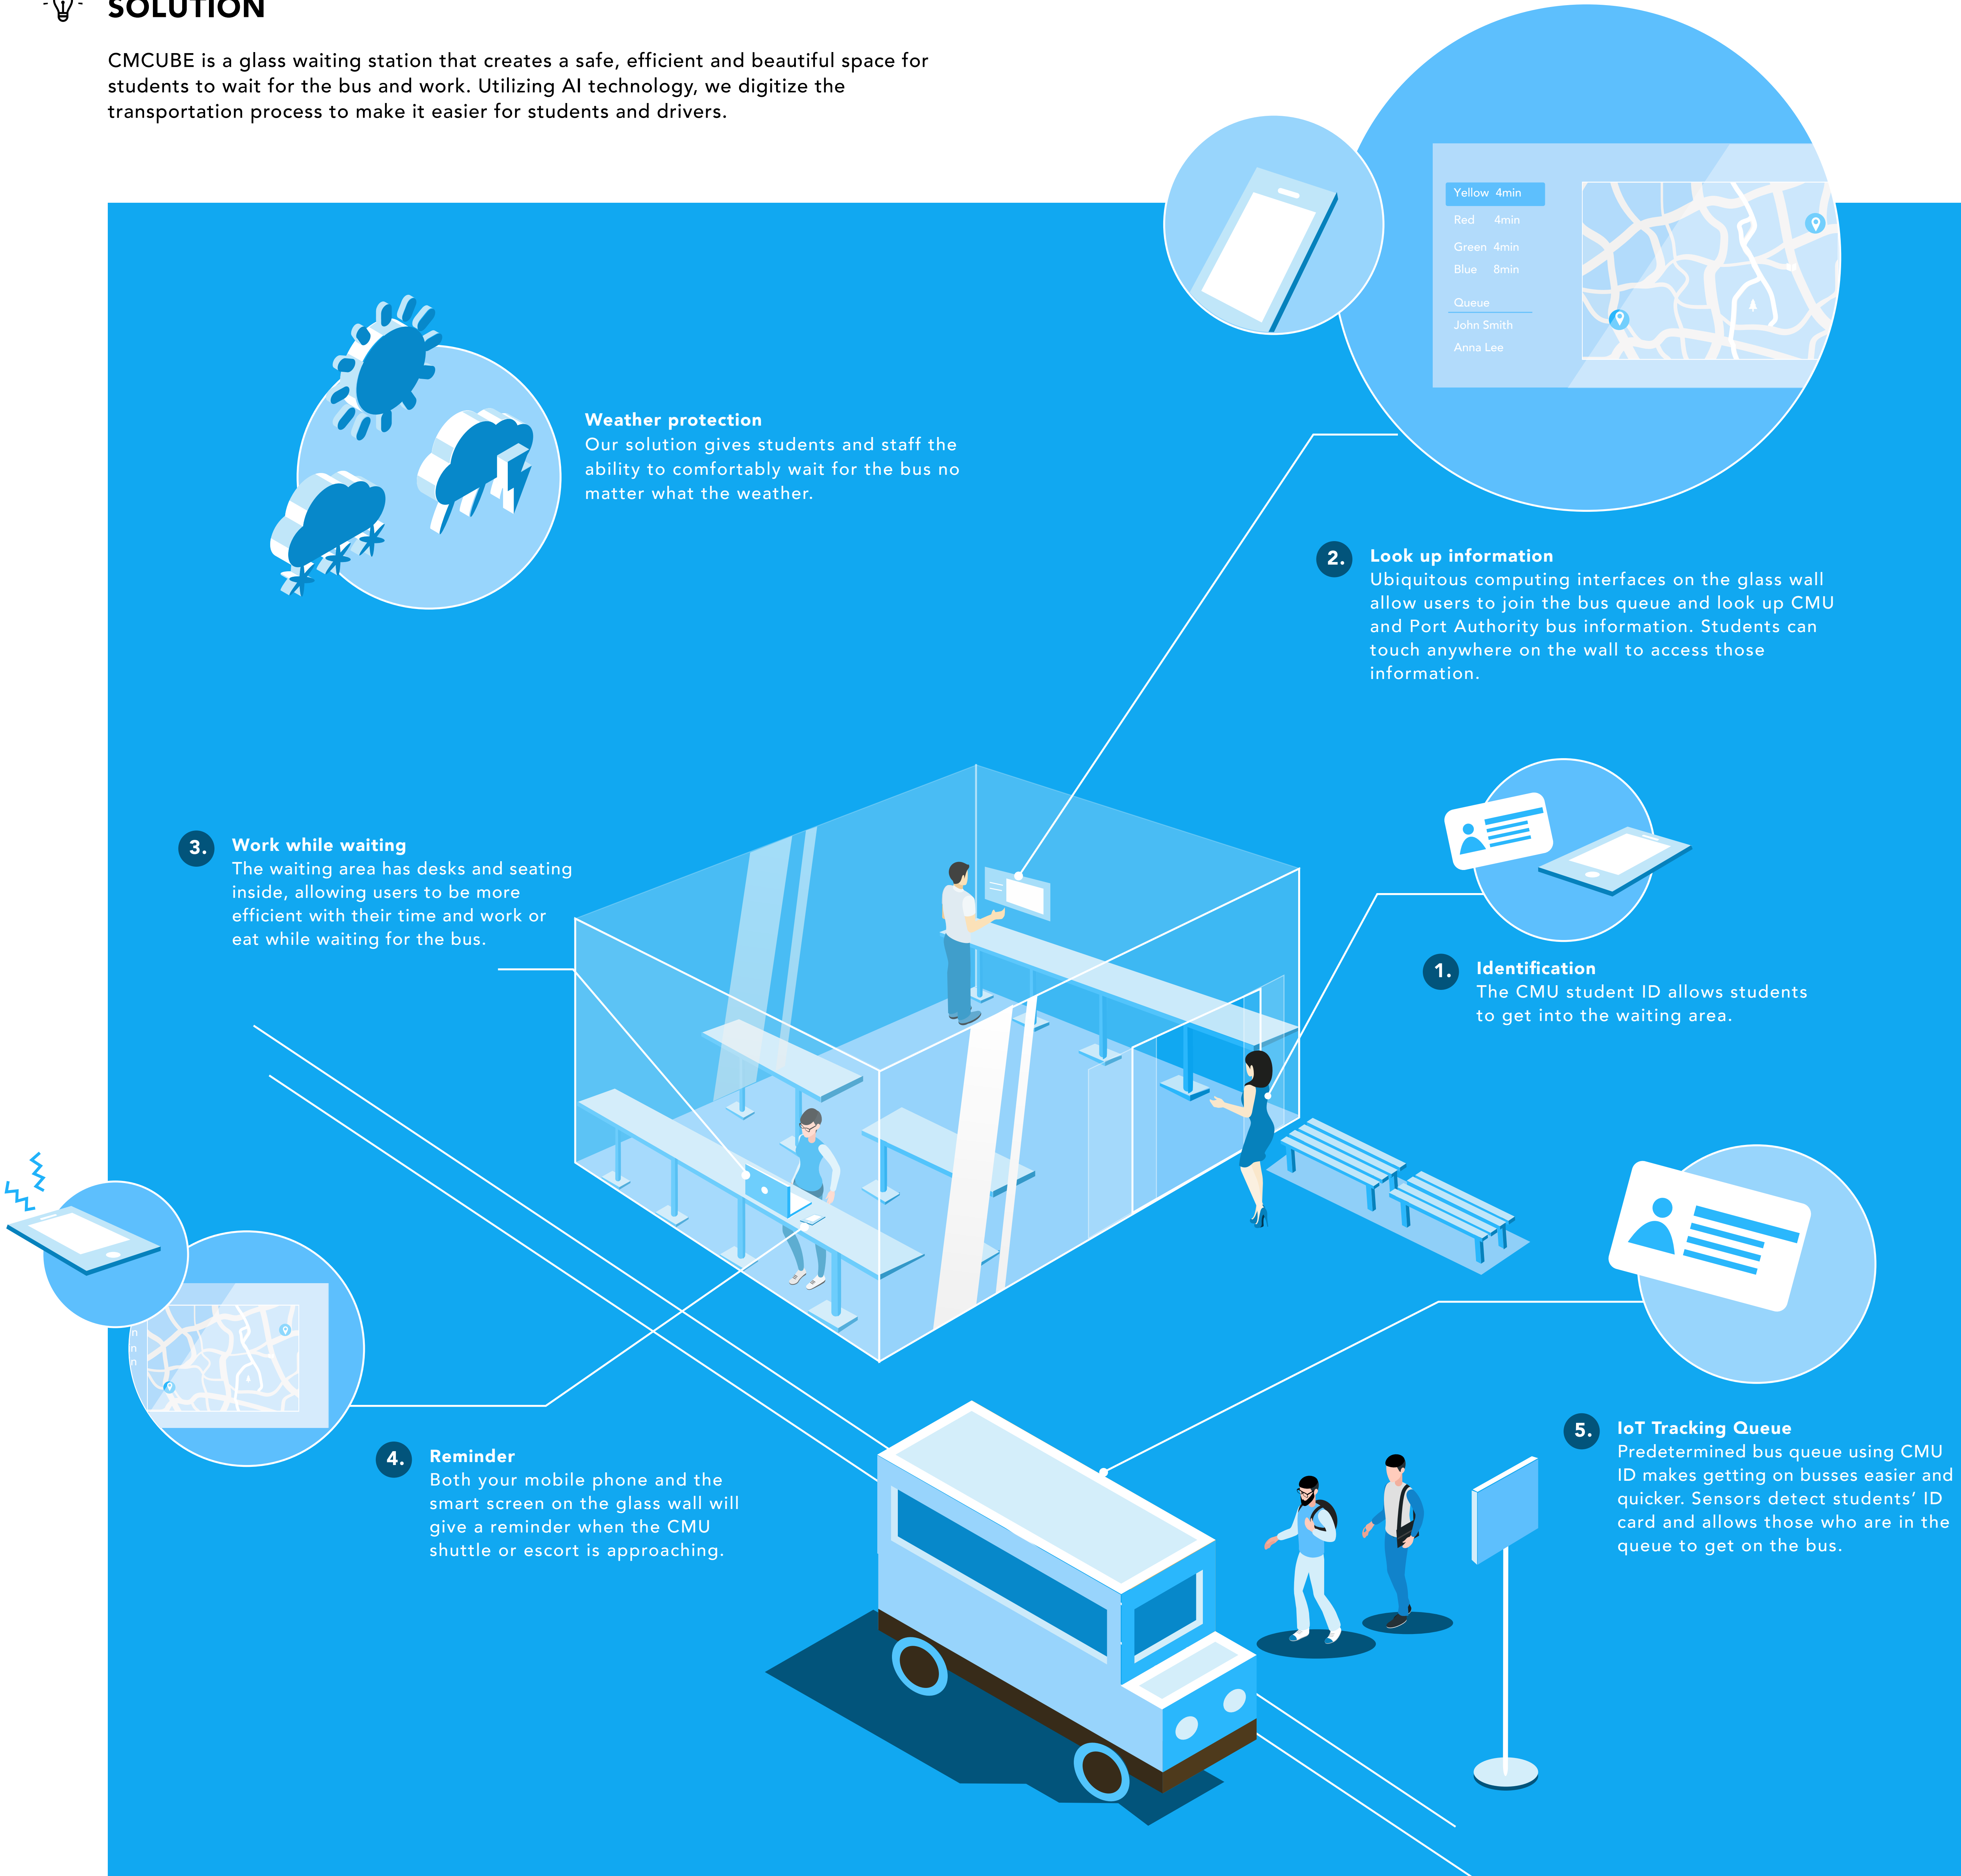 SOLUTION
CMCUBE is a glass waiting station that creates a safe, efficient and beautiful space for
students to wait for the bus and work. Utilizing AI technology, we digitize the
transportation process to make it easier for students and drivers.
Yellow 4min
Red 4min
Green 4min
Blue 8min
Queue
John Smith
Anna Lee
Weather protection
Our solution gives students and staff the
ability to comfortably wait for the bus no
matter what the weather.
2. Look up information
Ubiquitous computing interfaces on the glass wall
allow users to join the bus queue and look up CMU
and Port Authority bus information. Students can
touch anywhere on the wall to access those
information.
3. Work while waiting
The waiting area has desks and seating
inside, allowing users to be more
efficient with their time and work or
eat while waiting for the bus.
1. Identification
The CMU student ID allows students
to get into the waiting area.
n
n
n
4. Reminder
Both your mobile phone and the
smart screen on the glass wall will
give a reminder when the CMU
shuttle or escort is approaching.
5. IoT Tracking Queue
Predetermined bus queue using CMU
ID makes getting on busses easier and
quicker. Sensors detect students’ ID
card and allows those who are in the
queue to get on the bus.